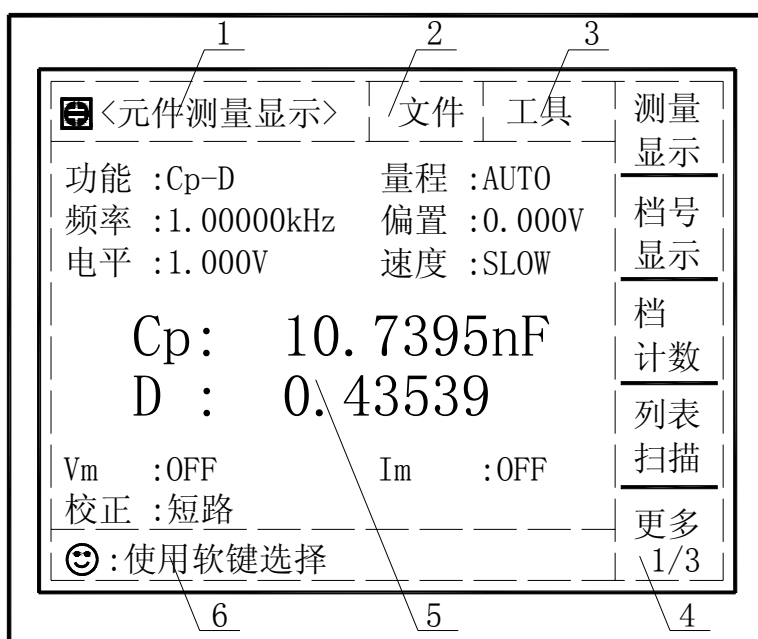 1 2 3
<元件测量显示> 文件 工具
功能 :Cp-D 量程 :AUTO
频率 :1.00000kHz 偏置 :0.000V
电平 :1.000V 速度 :SLOW
Cp: 10.7395nF
D : 0.43539
Vm :OFF Im :OFF
校正 :短路
:使用软键选择
测量
显示
档号
显示
档
计数
列表
扫描
更多
1/3
6 5 4